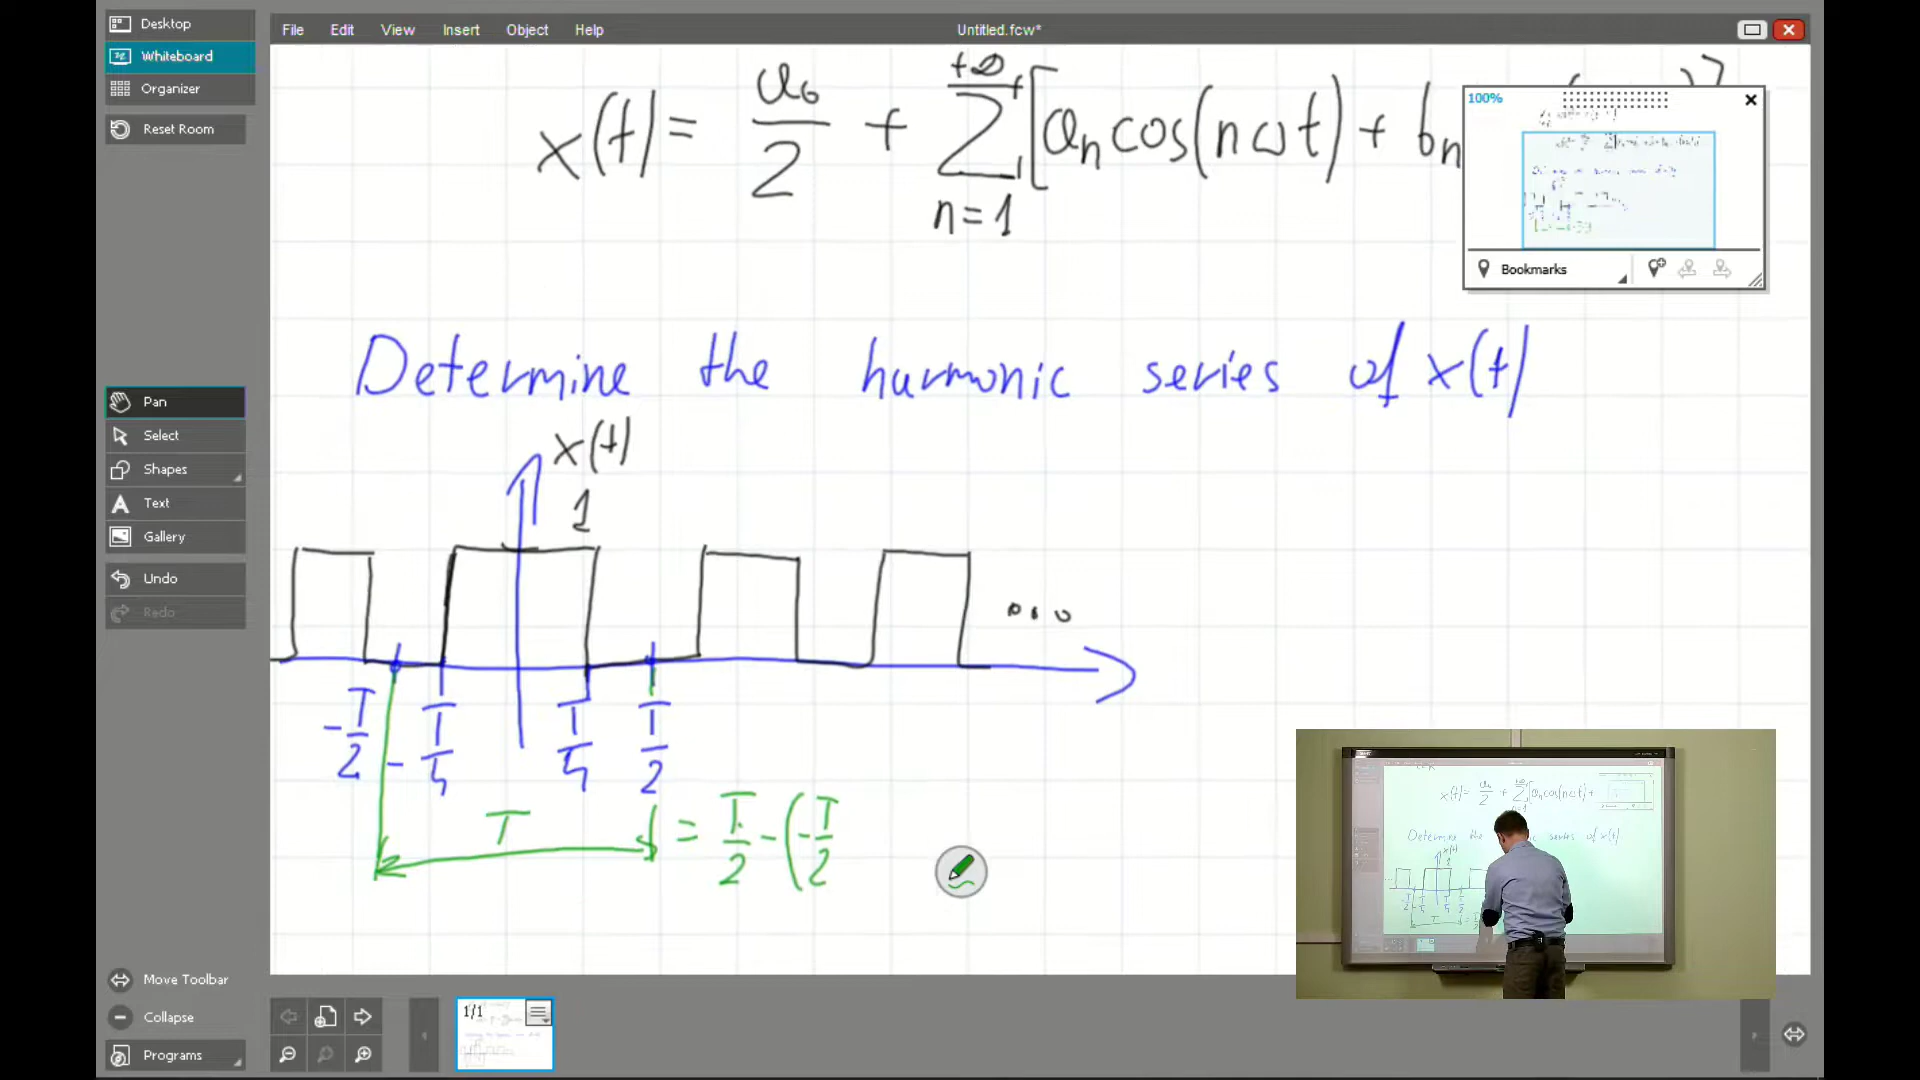 Desktop
Whiteboard
Organizer
Reset Room
Pan
Select
Shapes
Text
Gallery
Undo
Redo
Move Toolbar
Collapse
Programs
File Edit View Insert Object Help
Untitled.fcw*
x(t) = a₀/2 + Σ n=1 +∞ [aₙ cos(nωt) + bₙ
100%
Bookmarks
Determine the harmonic series of x(t)
x(t)
1
...
-T/2 -T/4 T/4 T/2
T = T/2 - (-T/2
1/1